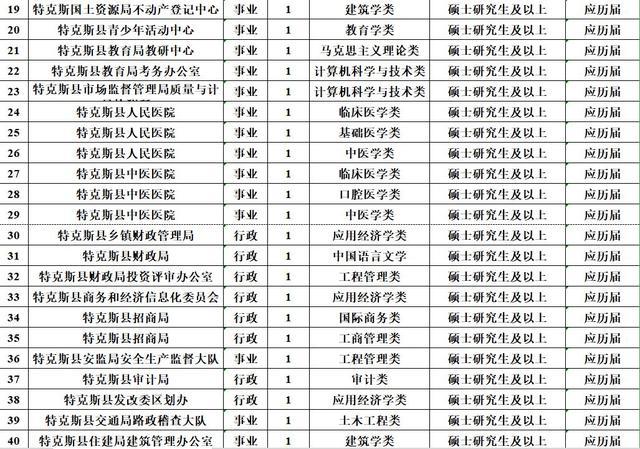 19 特克斯国土资源局不动产登记中心 事业 1 建筑学类 硕士研究生及以上 应历届
20 特克斯县青少年活动中心 事业 1 教育学类 硕士研究生及以上 应历届
21 特克斯县教育局教研中心 事业 1 马克思主义理论类 硕士研究生及以上 应历届
22 特克斯县教育局考务办公室 事业 1 计算机科学与技术类 硕士研究生及以上 应历届
23 特克斯县市场监督管理局质量与计 事业 1 计算机科学与技术类 硕士研究生及以上 应历届
24 特克斯县人民医院 事业 1 临床医学类 硕士研究生及以上 应历届
25 特克斯县人民医院 事业 1 基础医学类 硕士研究生及以上 应历届
26 特克斯县人民医院 事业 1 中医学类 硕士研究生及以上 应历届
27 特克斯县中医医院 事业 1 临床医学类 硕士研究生及以上 应历届
28 特克斯县中医医院 事业 1 口腔医学类 硕士研究生及以上 应历届
29 特克斯县中医医院 事业 1 中医学类 硕士研究生及以上 应历届
30 特克斯县乡镇财政管理局 行政 1 应用经济学类 硕士研究生及以上 应历届
31 特克斯县财政局 行政 1 中国语言文学 硕士研究生及以上 应历届
32 特克斯县财政局投资评审办公室 行政 1 工程管理类 硕士研究生及以上 应历届
33 特克斯县商务和经济信息化委员会 行政 1 应用经济学类 硕士研究生及以上 应历届
34 特克斯县招商局 行政 1 国际商务类 硕士研究生及以上 应历届
35 特克斯县招商局 行政 1 工商管理类 硕士研究生及以上 应历届
36 特克斯县安监局安全生产监督大队 事业 1 工程管理类 硕士研究生及以上 应历届
37 特克斯县审计局 行政 1 审计类 硕士研究生及以上 应历届
38 特克斯县发改委区划办 行政 1 应用经济学类 硕士研究生及以上 应历届
39 特克斯县交通局路政稽查大队 事业 1 土木工程类 硕士研究生及以上 应历届
40 特克斯县住建局建筑管理办公室 事业 1 建筑学类 硕士研究生及以上 应历届